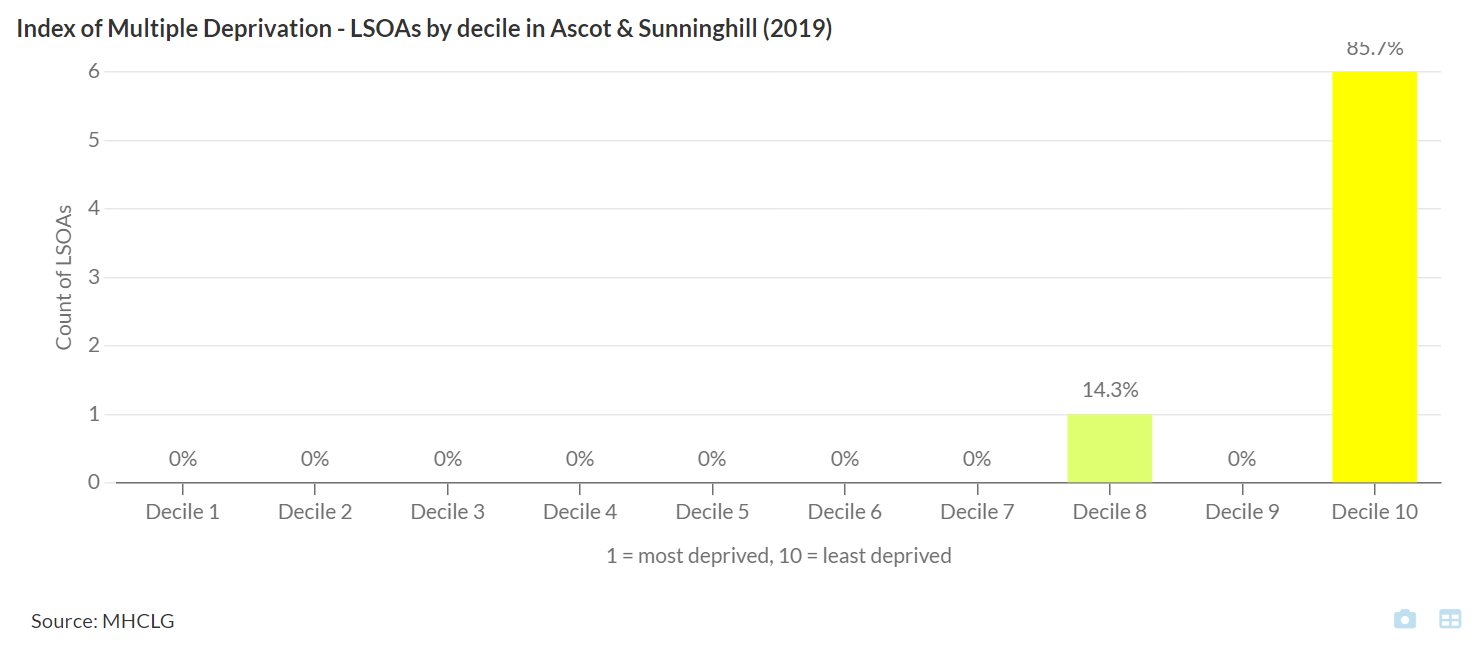 Index of Multiple Deprivation - LSOAs by decile in Ascot & Sunninghill (2019)
85.7%
6
5
4
3
2
1
0
Count of LSOAs
14.3%
0% 0% 0% 0% 0% 0% 0% 0%
Decile 1 Decile 2 Decile 3 Decile 4 Decile 5 Decile 6 Decile 7 Decile 8 Decile 9 Decile 10
1 = most deprived, 10 = least deprived
Source: MHCLG